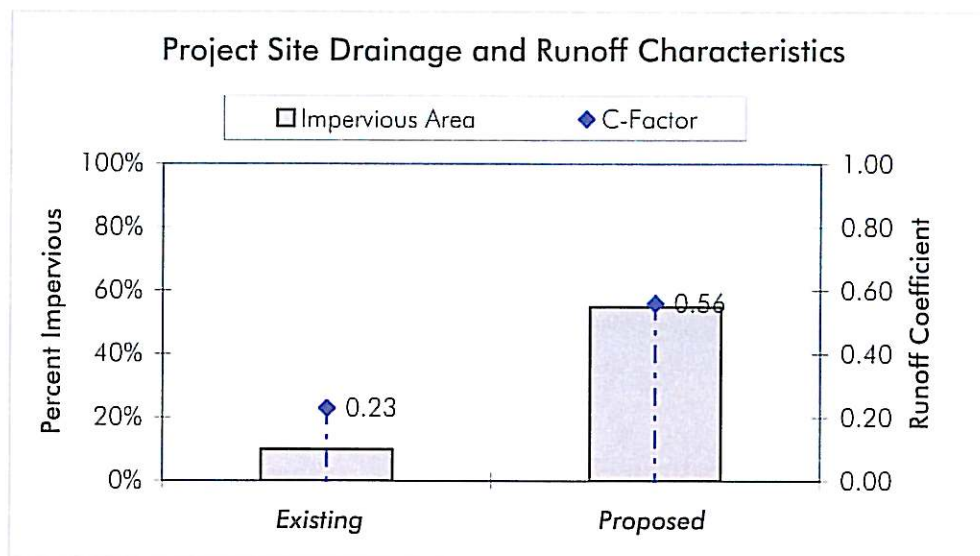 Project Site Drainage and Runoff Characteristics
Impervious Area
C-Factor
100%
80%
60%
40%
20%
0%
Percent Impervious
1.00
0.80
0.60
0.40
0.20
0.00
Runoff Coefficient
0.23
0.56
Existing
Proposed